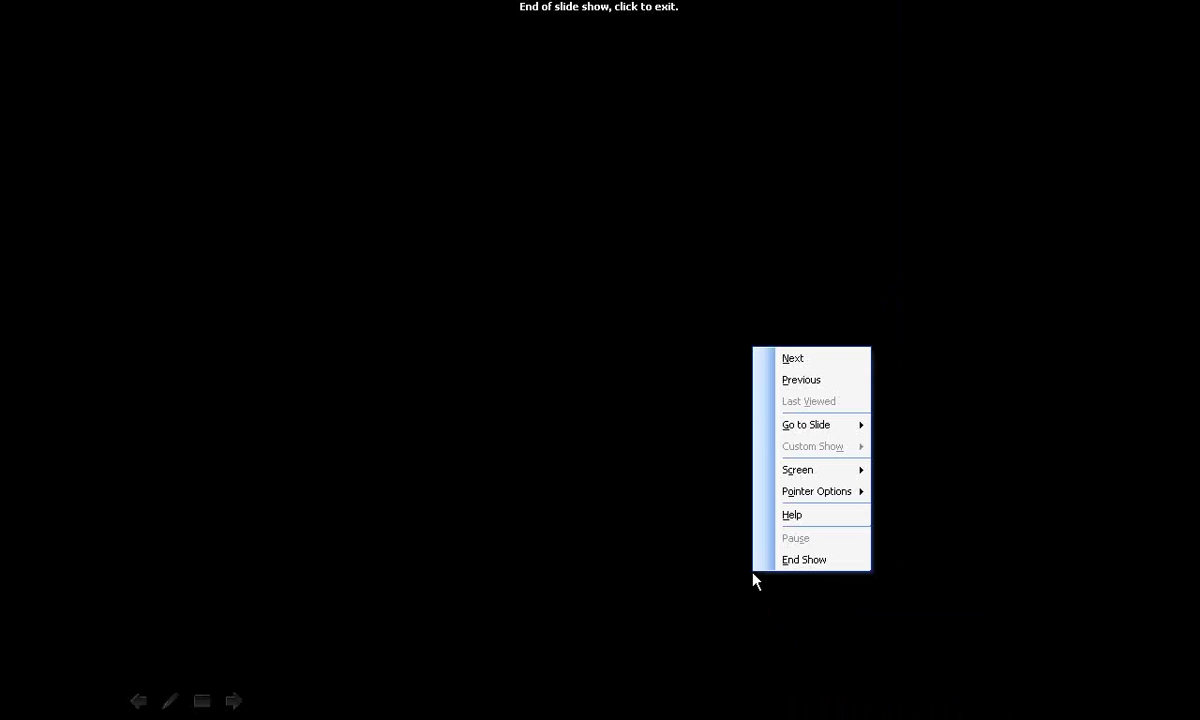 End of slide show, click to exit.
Next
Previous
Last Viewed
Go to Slide
Custom Show
Screen
Pointer Options
Help
Pause
End Show